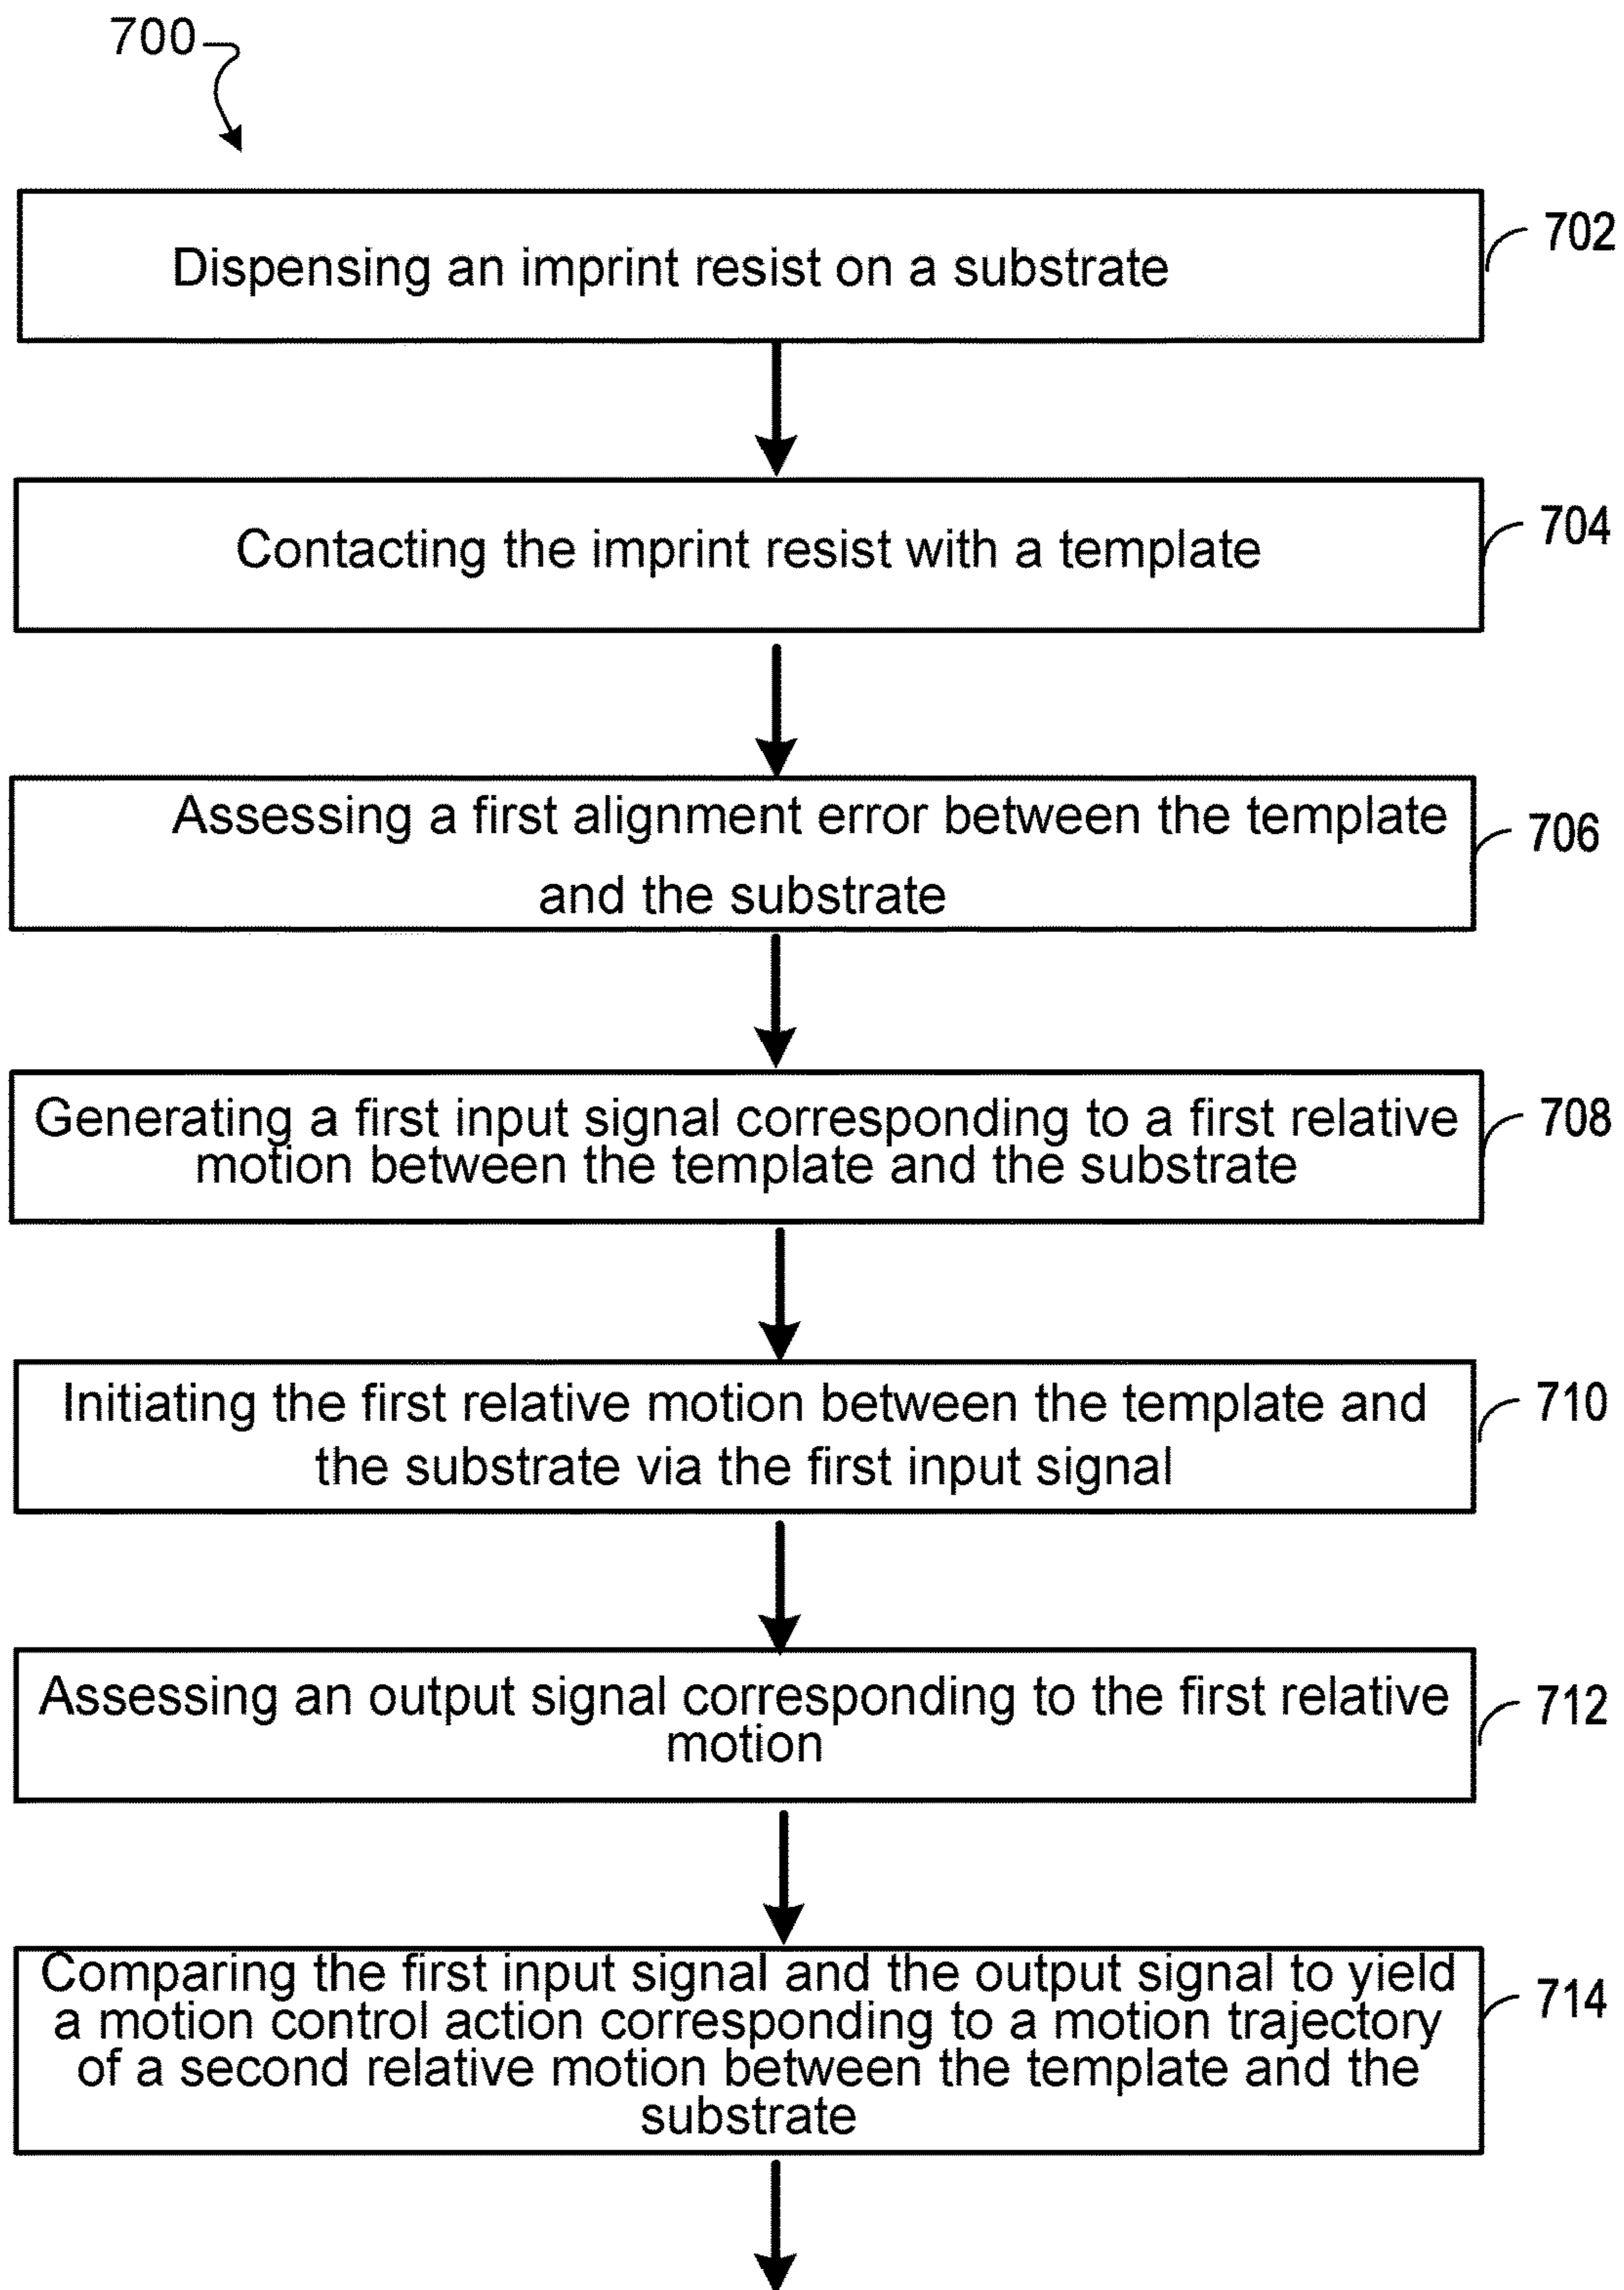 700
Dispensing an imprint resist on a substrate
702
Contacting the imprint resist with a template
704
Assessing a first alignment error between the template
and the substrate
706
Generating a first input signal corresponding to a first relative
motion between the template and the substrate
708
Initiating the first relative motion between the template and
the substrate via the first input signal
710
Assessing an output signal corresponding to the first relative
motion
712
Comparing the first input signal and the output signal to yield
a motion control action corresponding to a motion trajectory
of a second relative motion between the template and the
substrate
714